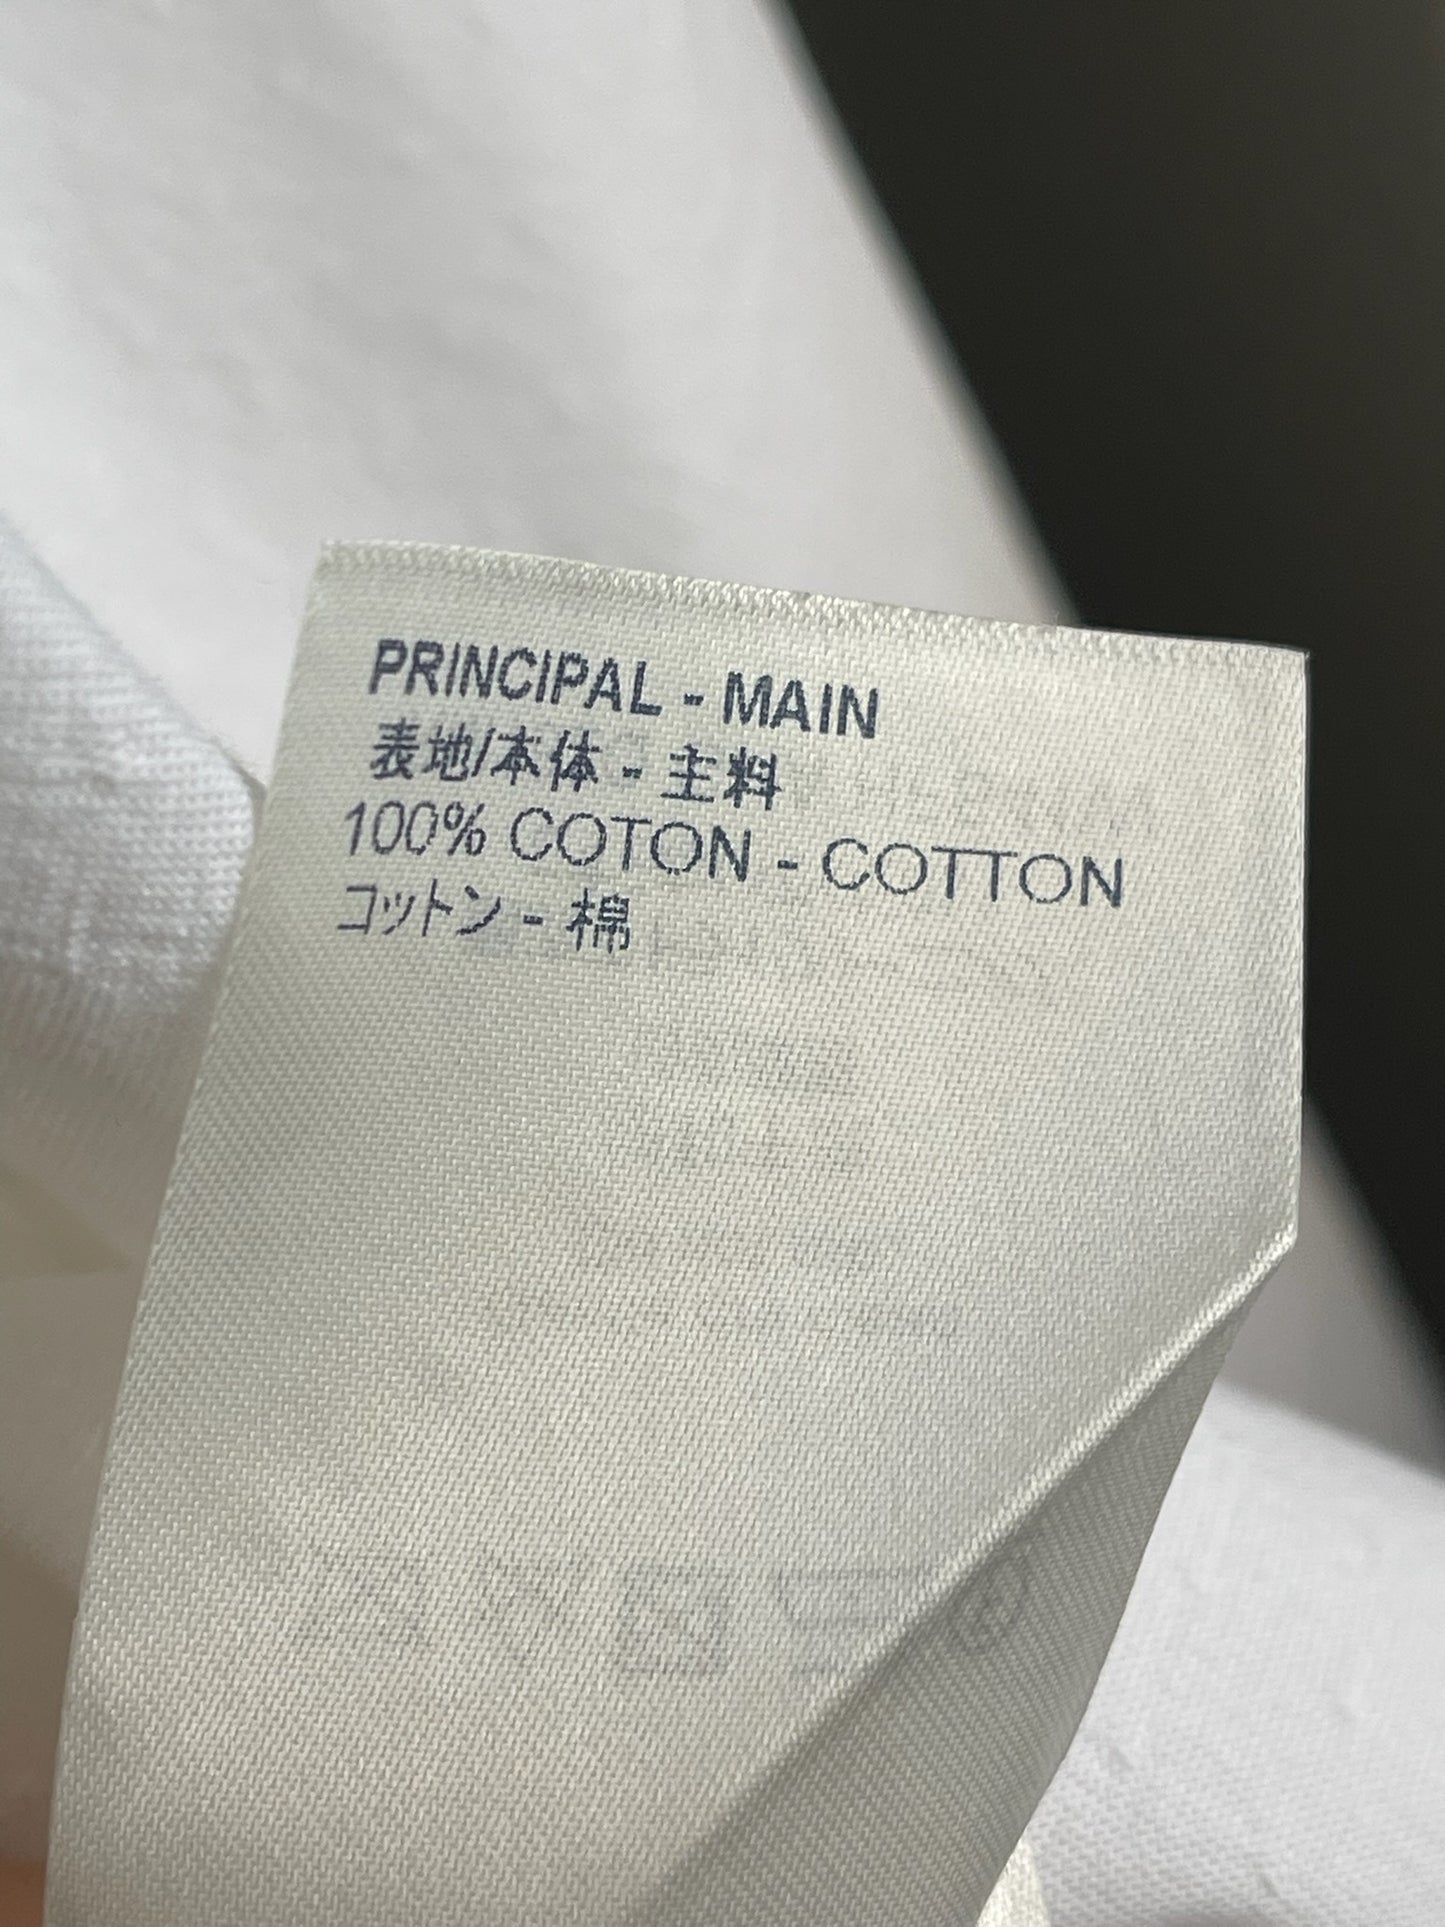 PRINCIPAL - MAIN
表地/本体 - 主料
100% COTON - COTTON
コットン - 棉